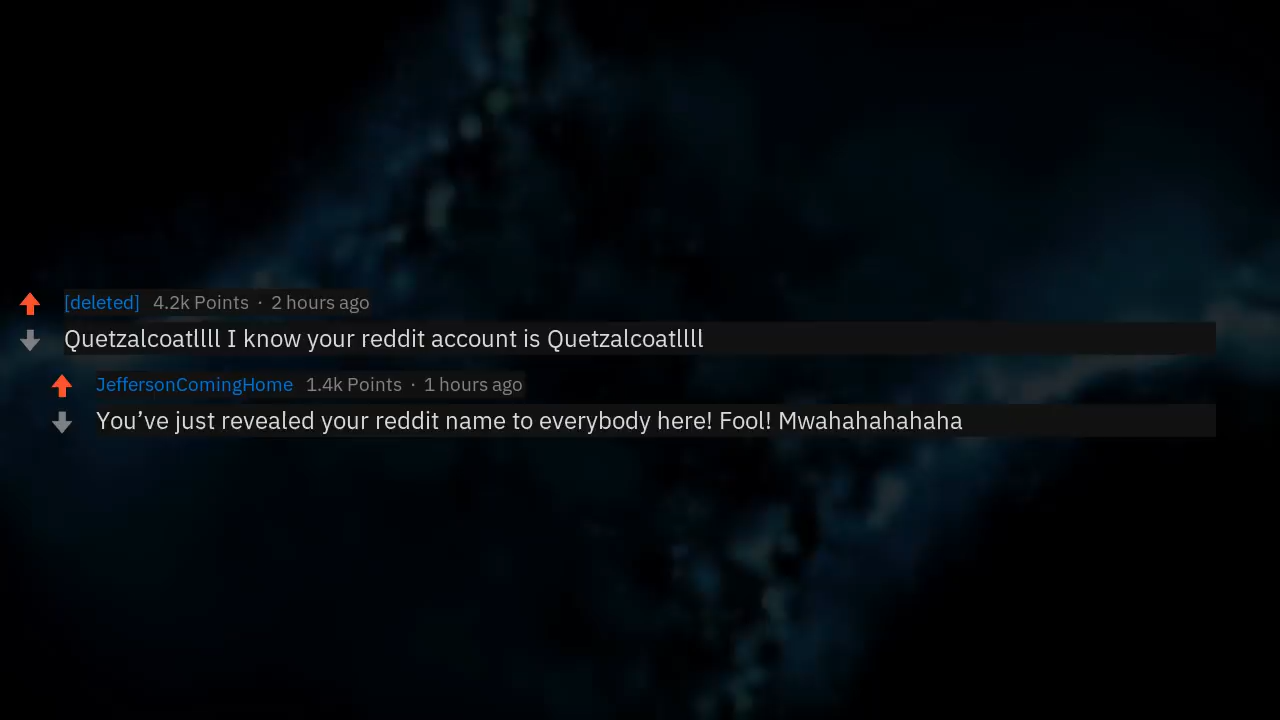 [deleted] 4.2k Points · 2 hours ago
Quetzalcoatllll I know your reddit account is Quetzalcoatllll
JeffersonComingHome 1.4k Points · 1 hours ago
You’ve just revealed your reddit name to everybody here! Fool! Mwahahahahaha